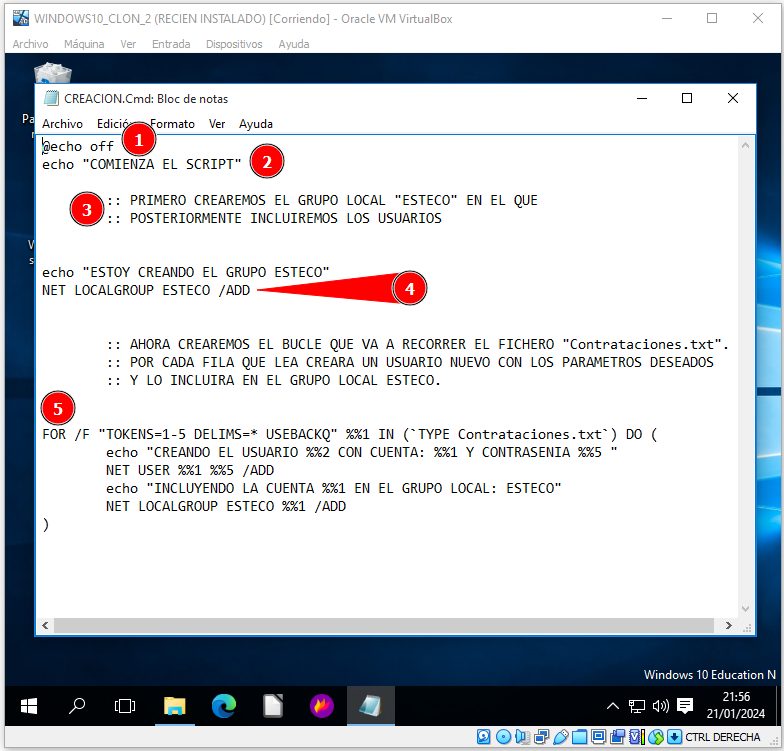 WINDOWS10_CLON_2 (RECIEN INSTALADO) [Corriendo] - Oracle VM VirtualBox
Archivo Máquina Ver Entrada Dispositivos Ayuda
CREACION.Cmd: Bloc de notas
Archivo Edición Formato Ver Ayuda
@echo off
1
echo "COMIENZA EL SCRIPT"
2
3
:: PRIMERO CREAREMOS EL GRUPO LOCAL "ESTECO" EN EL QUE
:: POSTERIORMENTE INCLUIREMOS LOS USUARIOS
echo "ESTOY CREANDO EL GRUPO ESTECO"
NET LOCALGROUP ESTECO /ADD
4
:: AHORA CREAREMOS EL BUCLE QUE VA A RECORRER EL FICHERO "Contrataciones.txt".
:: POR CADA FILA QUE LEA CREARA UN USUARIO NUEVO CON LOS PARAMETROS DESEADOS
:: Y LO INCLUIRA EN EL GRUPO LOCAL ESTECO.
5
FOR /F "TOKENS=1-5 DELIMS=* USEBACKQ" %%1 IN (`TYPE Contrataciones.txt`) DO (
echo "CREANDO EL USUARIO %%2 CON CUENTA: %%1 Y CONTRASENIA %%5 "
NET USER %%1 %%5 /ADD
echo "INCLUYENDO LA CUENTA %%1 EN EL GRUPO LOCAL: ESTECO"
NET LOCALGROUP ESTECO %%1 /ADD
)
Windows 10 Education N
21:56
21/01/2024
CTRL DERECHA